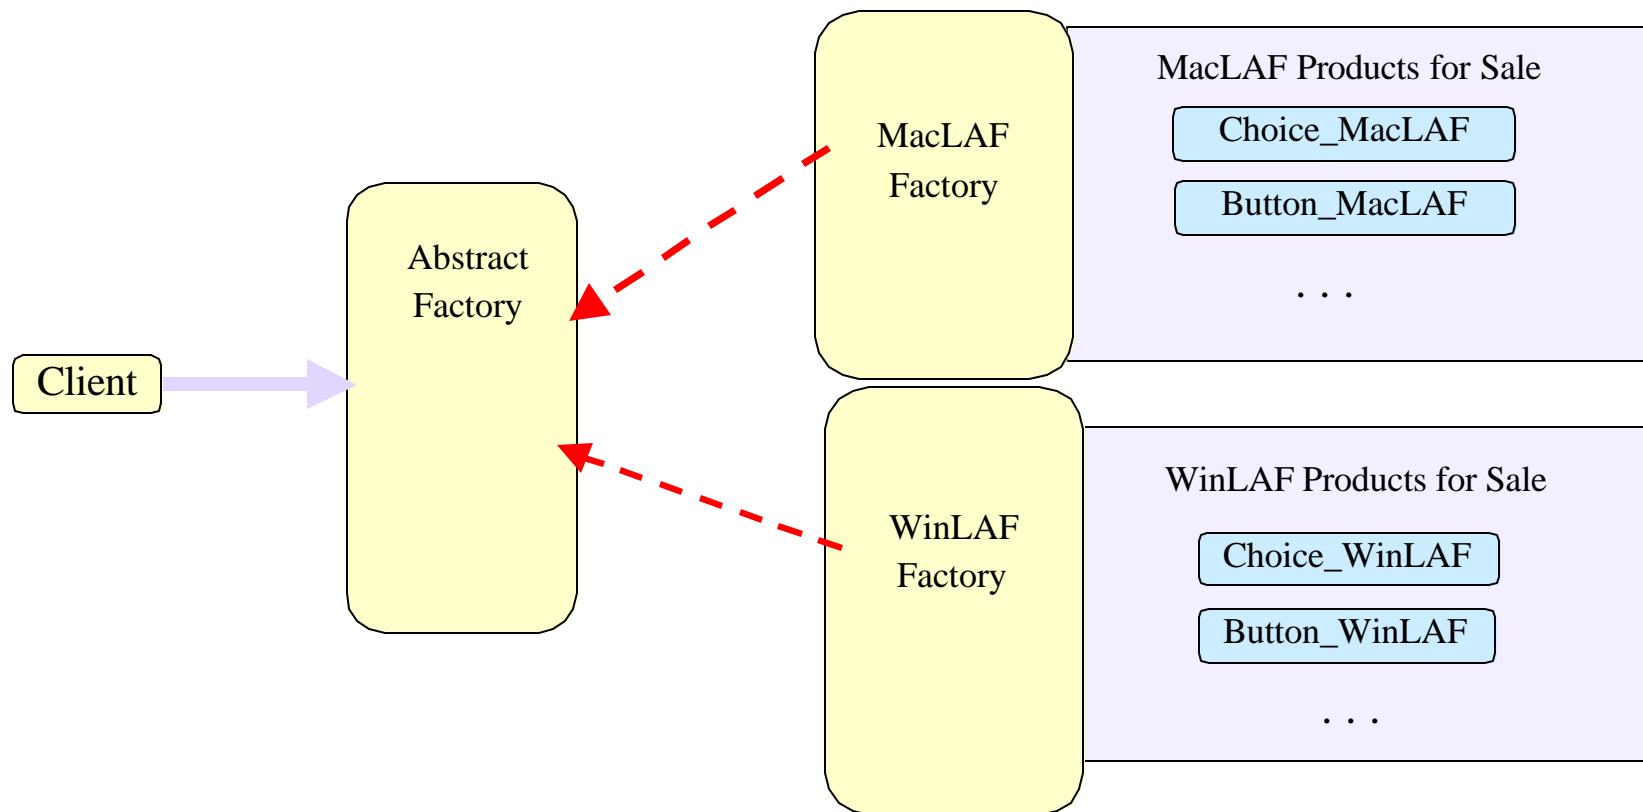 Client
Abstract
Factory
MacLAF
Factory
MacLAF Products for Sale
Choice_MacLAF
Button_MacLAF
. . .
WinLAF
Factory
WinLAF Products for Sale
Choice_WinLAF
Button_WinLAF
. . .